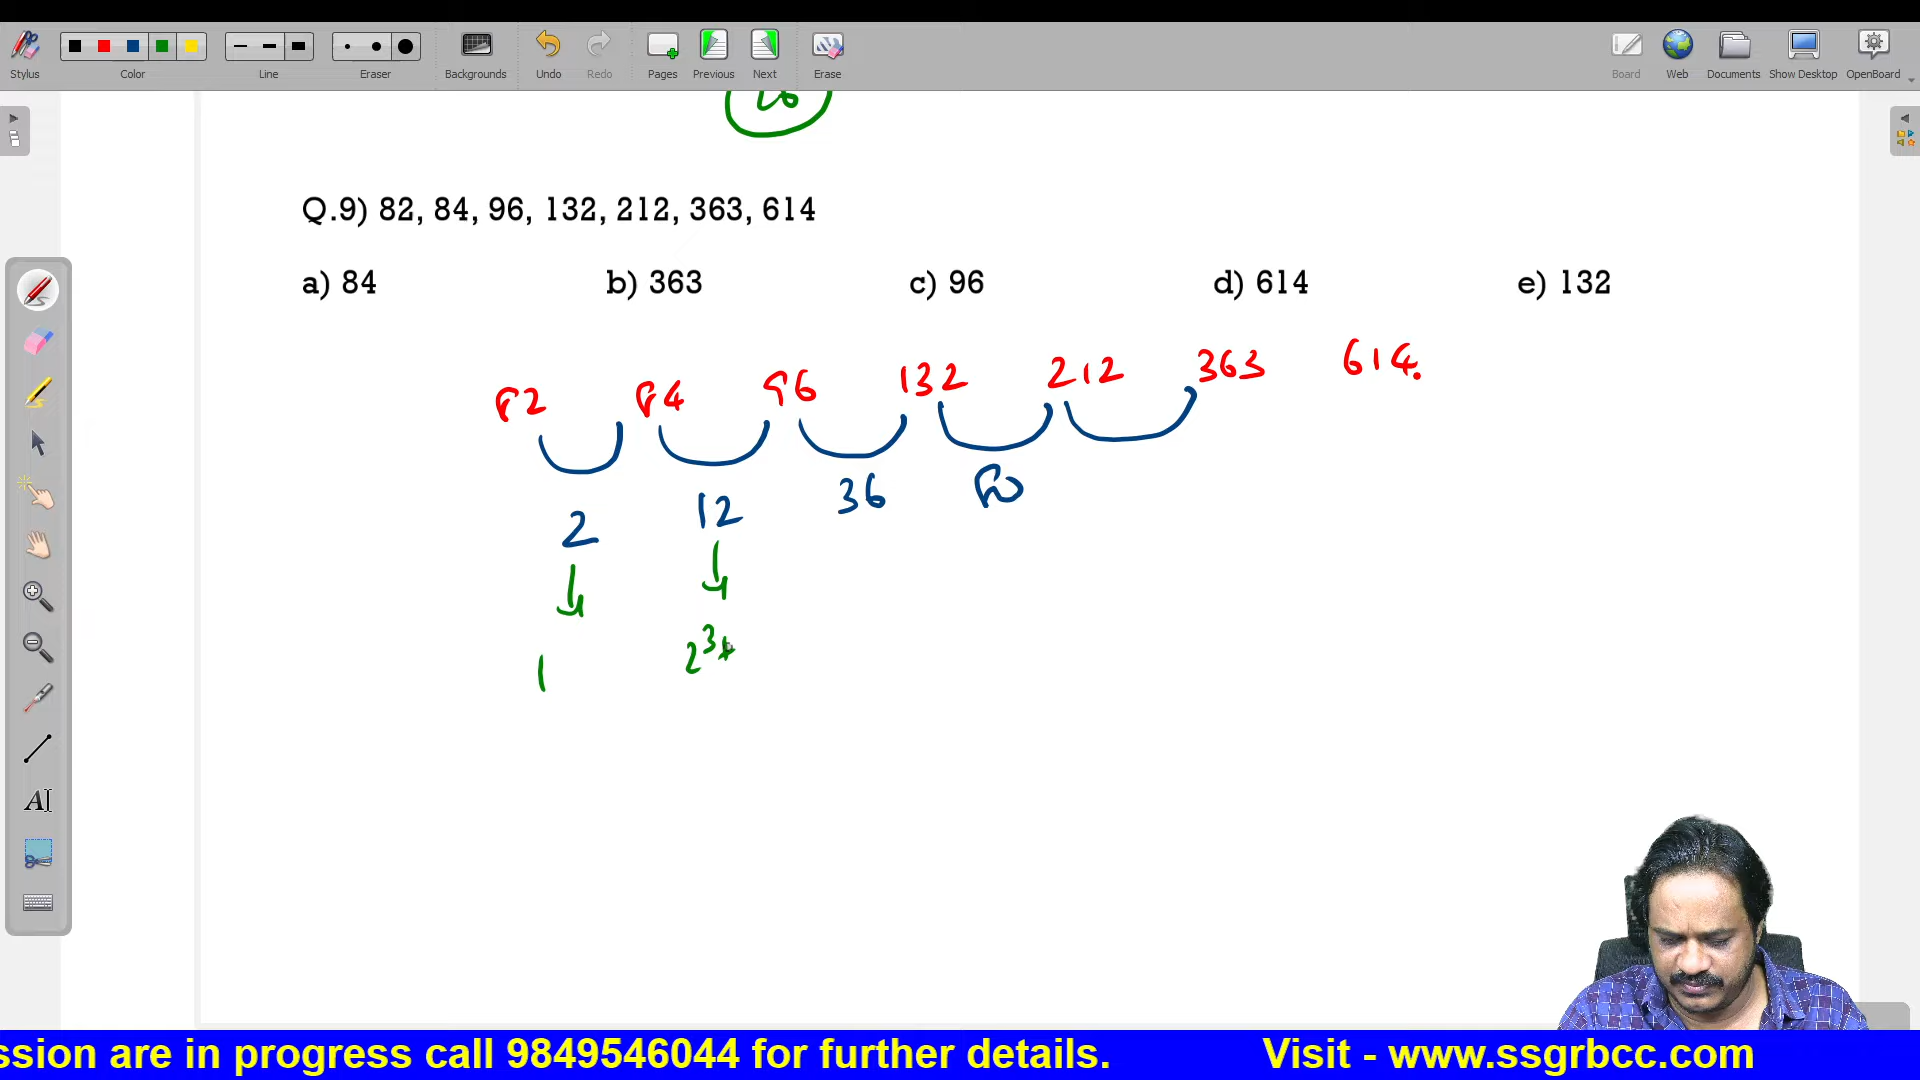 Stylus Color Line Eraser Backgrounds Undo Redo Pages Previous Next Erase Board Web Documents Show Desktop OpenBoard
Q.9) 82, 84, 96, 132, 212, 363, 614
a) 84 b) 363 c) 96 d) 614 e) 132
82 84 96 132 212 363 614.
2 12 36 80
1 2³+
ssion are in progress call 9849546044 for further details. Visit - www.ssgrbcc.com